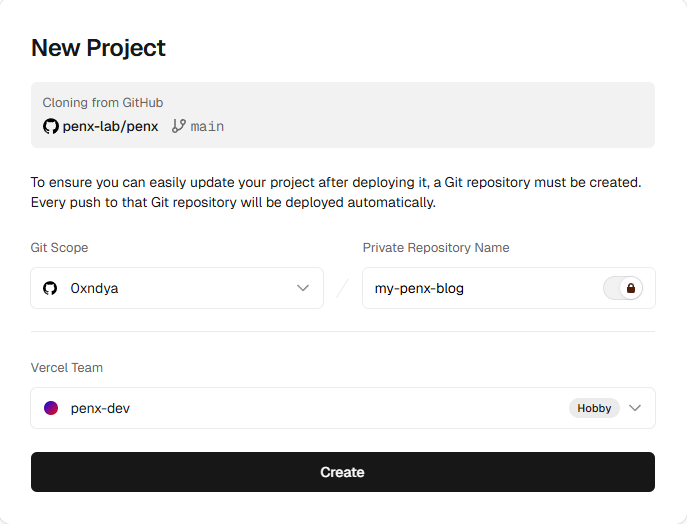 New Project
Cloning from GitHub
penx-lab/penx main
To ensure you can easily update your project after deploying it, a Git repository must be created.
Every push to that Git repository will be deployed automatically.
Git Scope Private Repository Name
0xndya / my-penx-blog
Vercel Team
penx-dev Hobby
Create